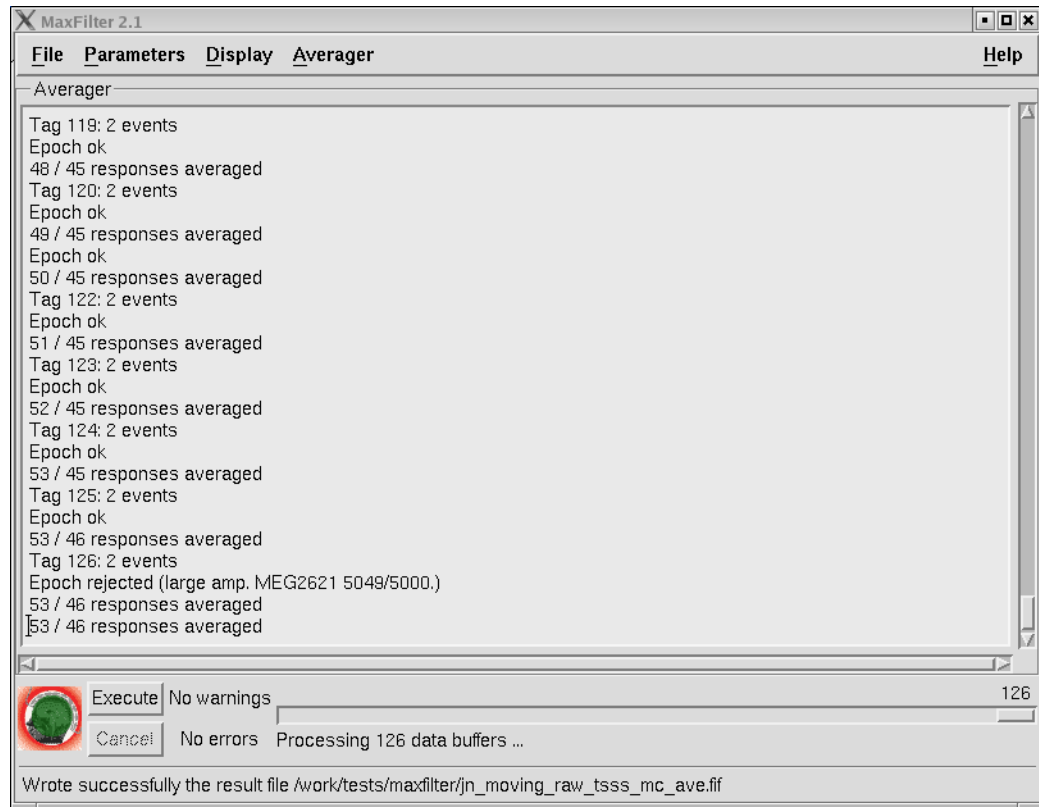 MaxFilter 2.1
File Parameters Display Averager Help
Averager
Tag 119: 2 events
Epoch ok
48 / 45 responses averaged
Tag 120: 2 events
Epoch ok
49 / 45 responses averaged
Epoch ok
50 / 45 responses averaged
Tag 122: 2 events
Epoch ok
51 / 45 responses averaged
Tag 123: 2 events
Epoch ok
52 / 45 responses averaged
Tag 124: 2 events
Epoch ok
53 / 45 responses averaged
Tag 125: 2 events
Epoch ok
53 / 46 responses averaged
Tag 126: 2 events
Epoch rejected (large amp. MEG2621 5049/5000.)
53 / 46 responses averaged
53 / 46 responses averaged
Execute No warnings 126
Cancel No errors Processing 126 data buffers ...
Wrote successfully the result file /work/tests/maxfilter/jn_moving_raw_tsss_mc_ave.fif